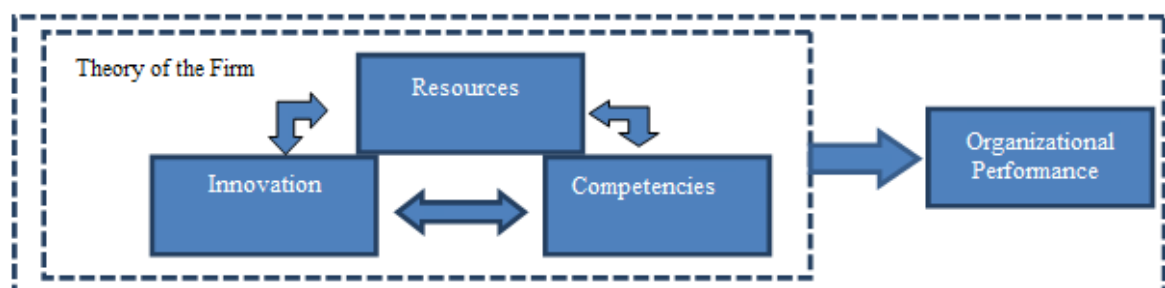 Theory of the Firm
Resources
Innovation
Competencies
Organizational
Performance